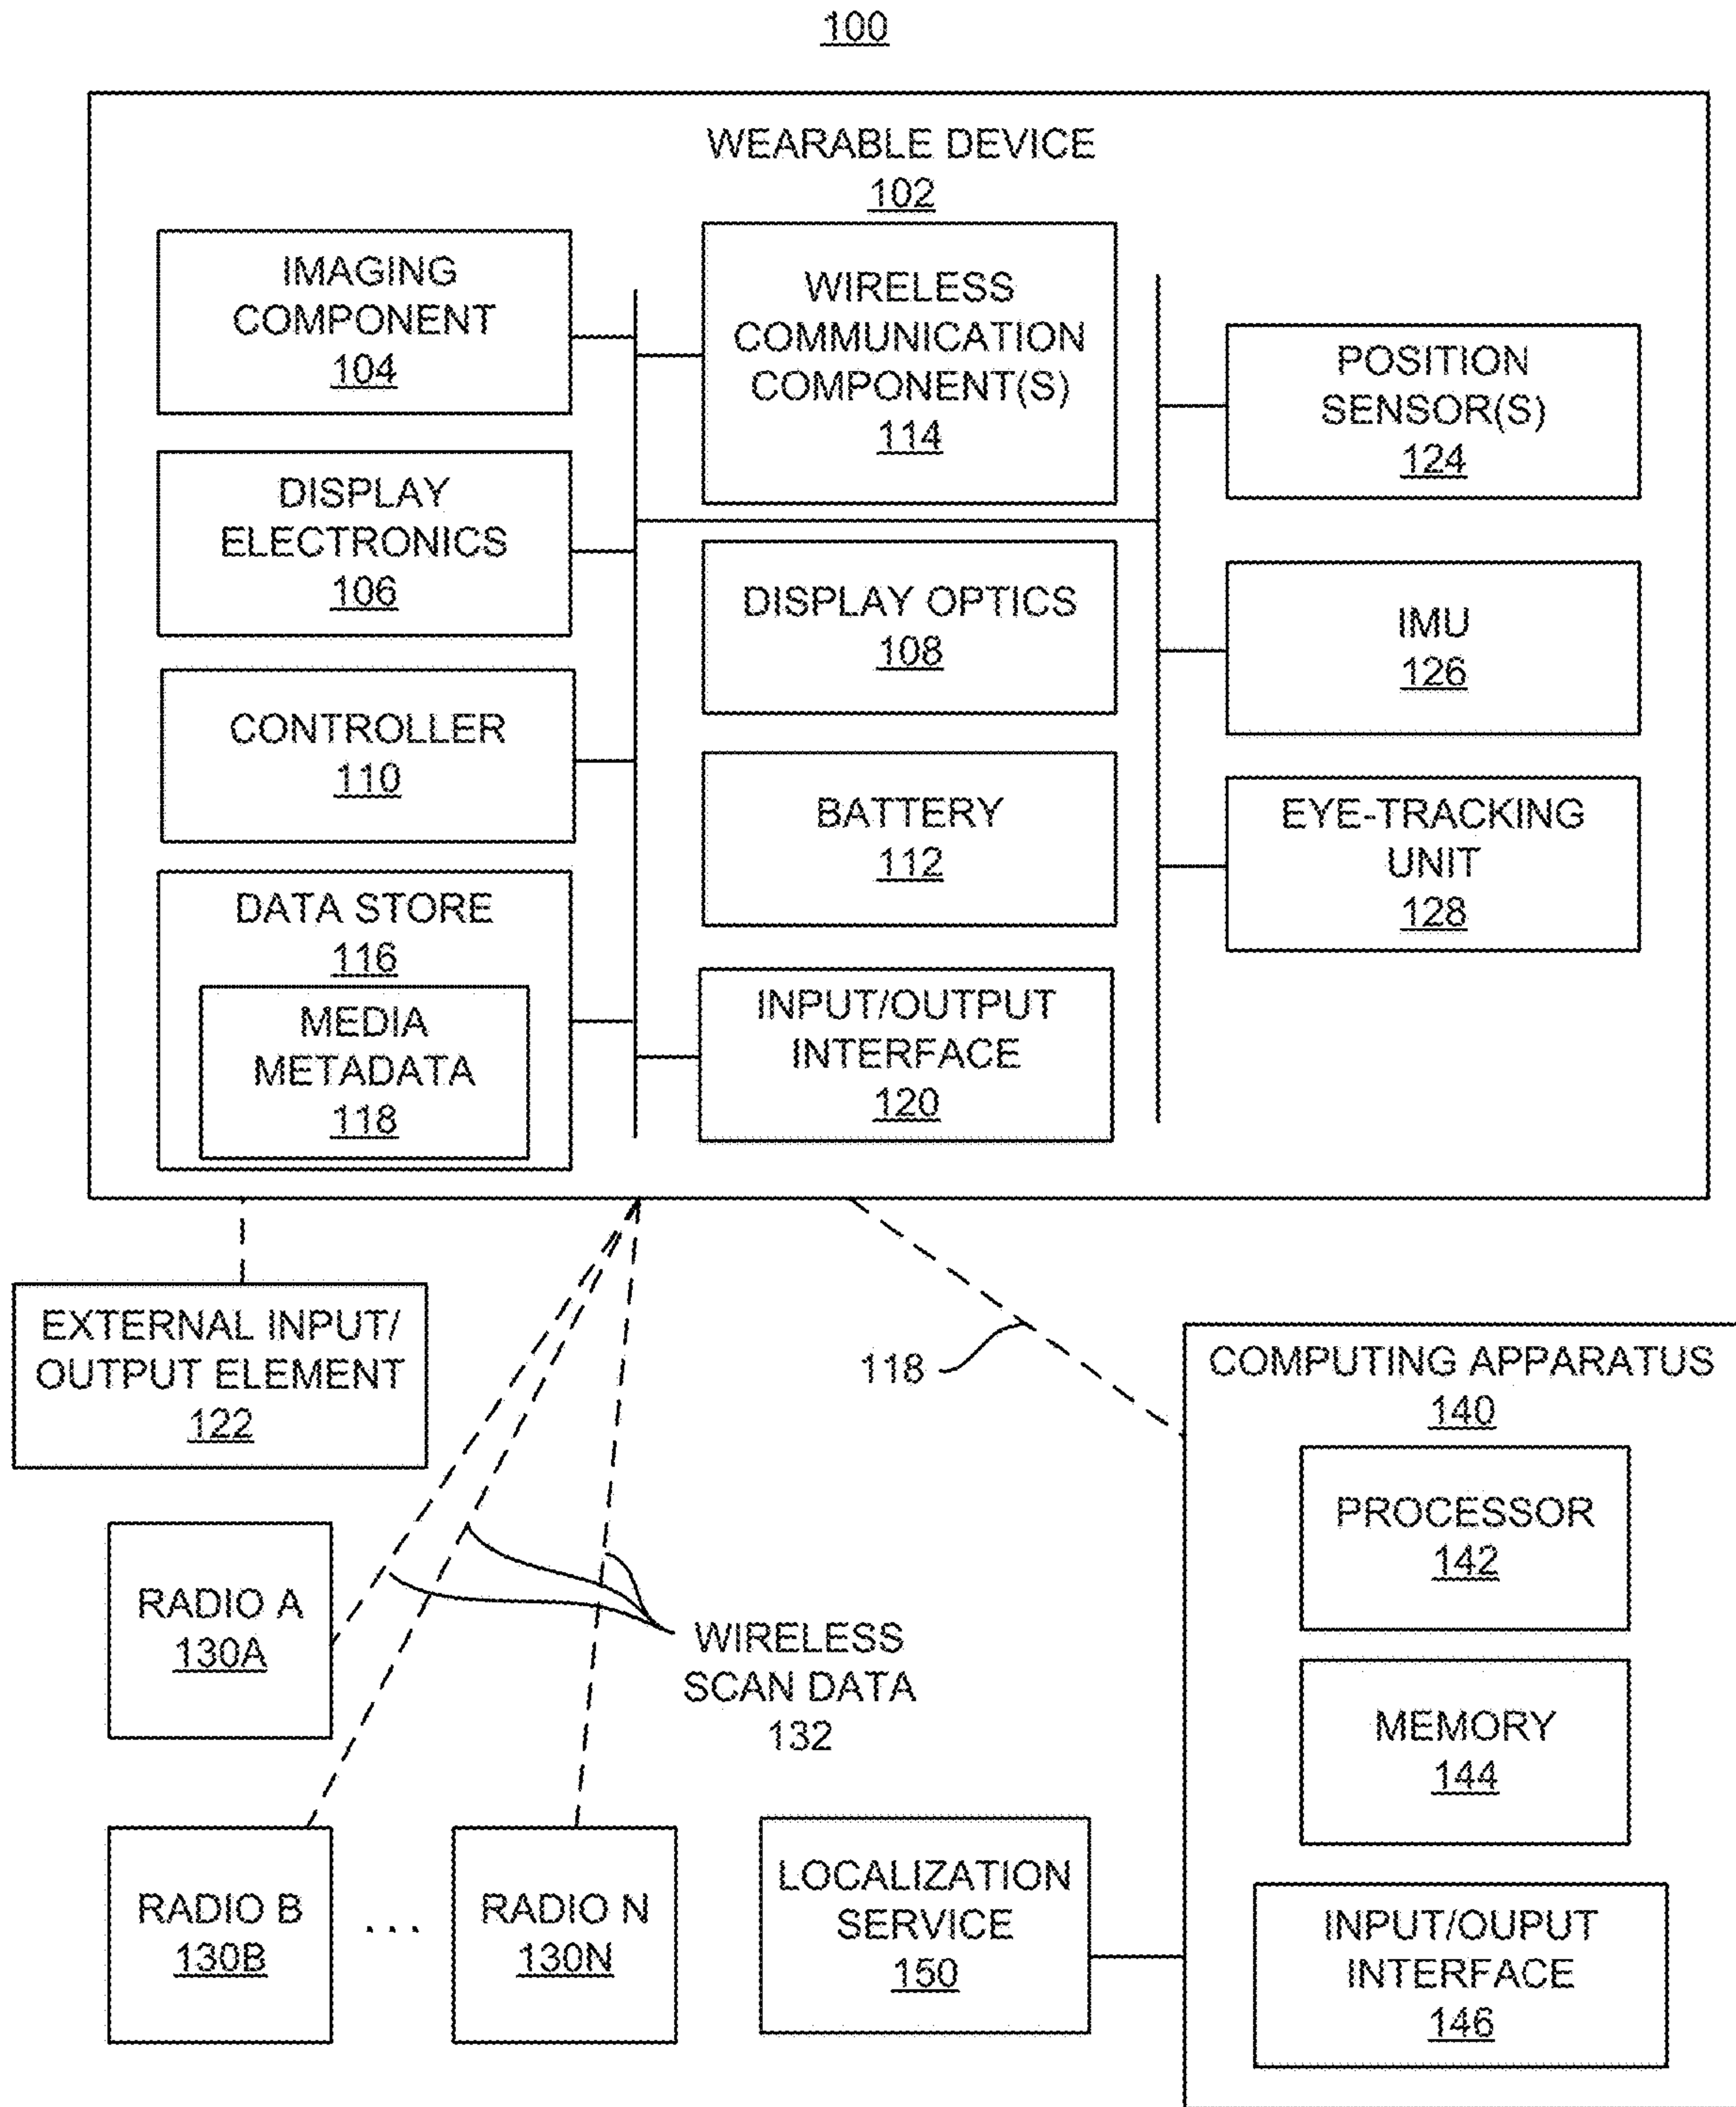 100
WEARABLE DEVICE
102
IMAGING
COMPONENT
104
DISPLAY
ELECTRONICS
106
CONTROLLER
110
DATA STORE
116
MEDIA
METADATA
118
WIRELESS
COMMUNICATION
COMPONENT(S)
114
DISPLAY OPTICS
108
BATTERY
112
INPUT/OUTPUT
INTERFACE
120
POSITION
SENSOR(S)
124
IMU
126
EYE-TRACKING
UNIT
128
EXTERNAL INPUT/
OUTPUT ELEMENT
122
118
RADIO A
130A
WIRELESS
SCAN DATA
132
RADIO B
130B
...
RADIO N
130N
LOCALIZATION
SERVICE
150
COMPUTING APPARATUS
140
PROCESSOR
142
MEMORY
144
INPUT/OUPUT
INTERFACE
146